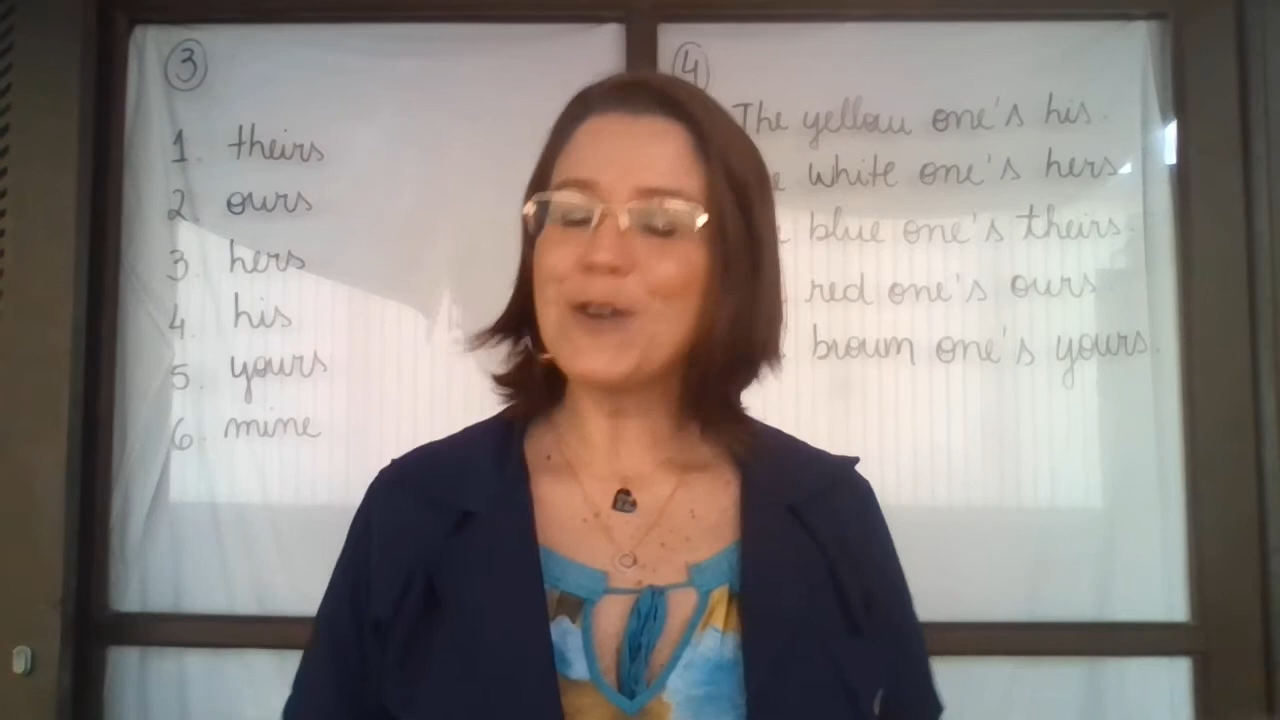 3
1. theirs
2. ours
3. hers
4. his
5. yours
6. mine
4
The yellow one's his.
white one's hers.
blue one's theirs.
red one's ours
brown one's yours.